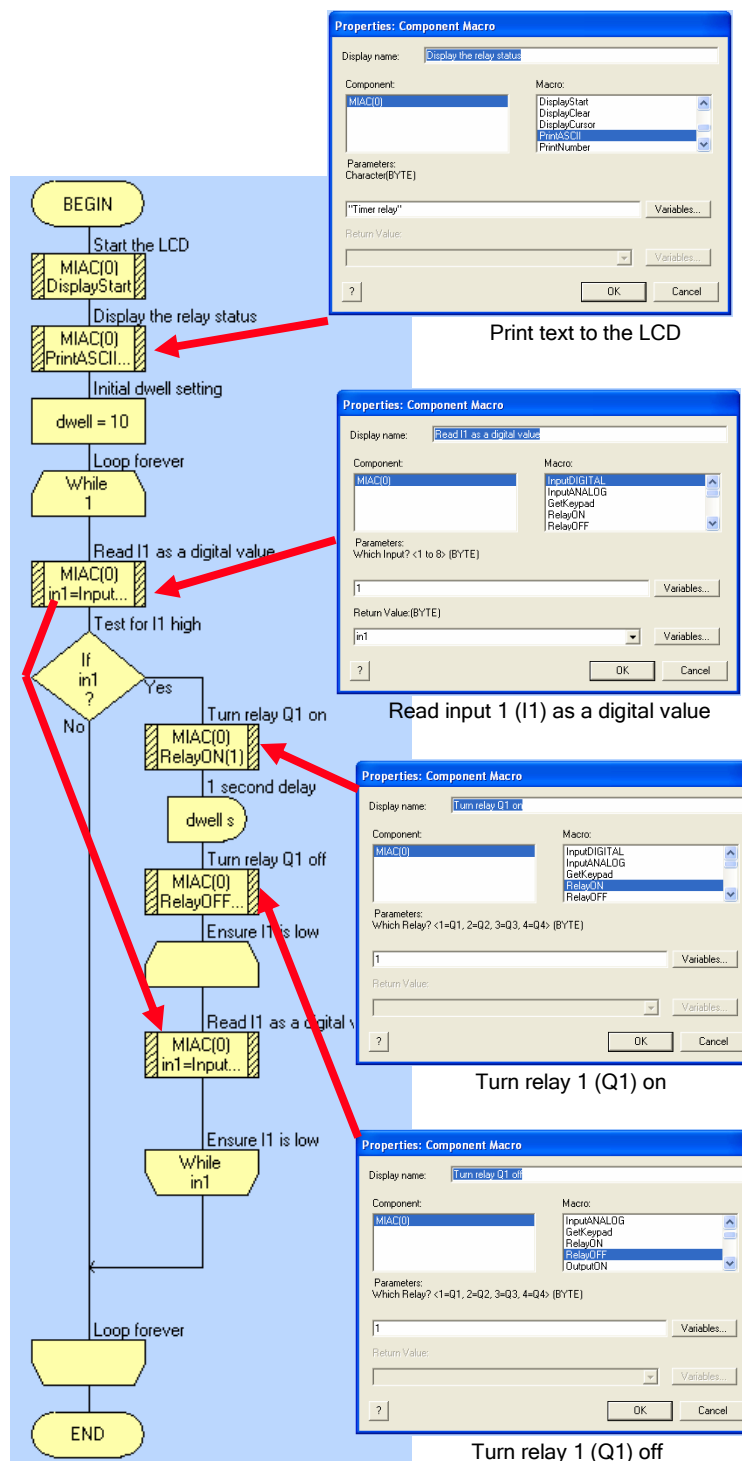 Properties: Component Macro
Display name: Display the relay status
Component: Macro:
MIAC(0)
DisplayStart
DisplayClear
DisplayCursor
PrintASCII
PrintNumber
Parameters:
Character(BYTE)
"Timer relay" Variables...
Return Value:
Variables...
? OK Cancel
Print text to the LCD
BEGIN
Start the LCD
MIAC(0)
DisplayStart
Display the relay status
MIAC(0)
PrintASCII...
Initial dwell setting
dwell = 10
Loop forever
While
1
Read I1 as a digital value
MIAC(0)
in1=Input...
Test for I1 high
If
in1
?
Yes
No
Turn relay Q1 on
MIAC(0)
RelayON(1)
1 second delay
dwell s
Turn relay Q1 off
MIAC(0)
RelayOFF...
Ensure I1 is low
Read I1 as a digital v
MIAC(0)
in1=Input...
Ensure I1 is low
While
in1
Loop forever
END
Properties: Component Macro
Display name: Read I1 as a digital value
Component: Macro:
MIAC(0)
InputDIGITAL
InputANALOG
GetKeypad
RelayON
RelayOFF
Parameters:
Which Input? <1 to 8> (BYTE)
1 Variables...
Return Value:(BYTE)
in1 Variables...
? OK Cancel
Read input 1 (I1) as a digital value
Properties: Component Macro
Display name: Turn relay Q1 on
Component: Macro:
MIAC(0)
InputDIGITAL
InputANALOG
GetKeypad
RelayON
RelayOFF
Parameters:
Which Relay? <1=Q1, 2=Q2, 3=Q3, 4=Q4> (BYTE)
1 Variables...
Return Value:
Variables...
? OK Cancel
Turn relay 1 (Q1) on
Properties: Component Macro
Display name: Turn relay Q1 off
Component: Macro:
MIAC(0)
InputANALOG
GetKeypad
RelayON
RelayOFF
OutputON
Parameters:
Which Relay? <1=Q1, 2=Q2, 3=Q3, 4=Q4> (BYTE)
1 Variables...
Return Value:
Variables...
? OK Cancel
Turn relay 1 (Q1) off